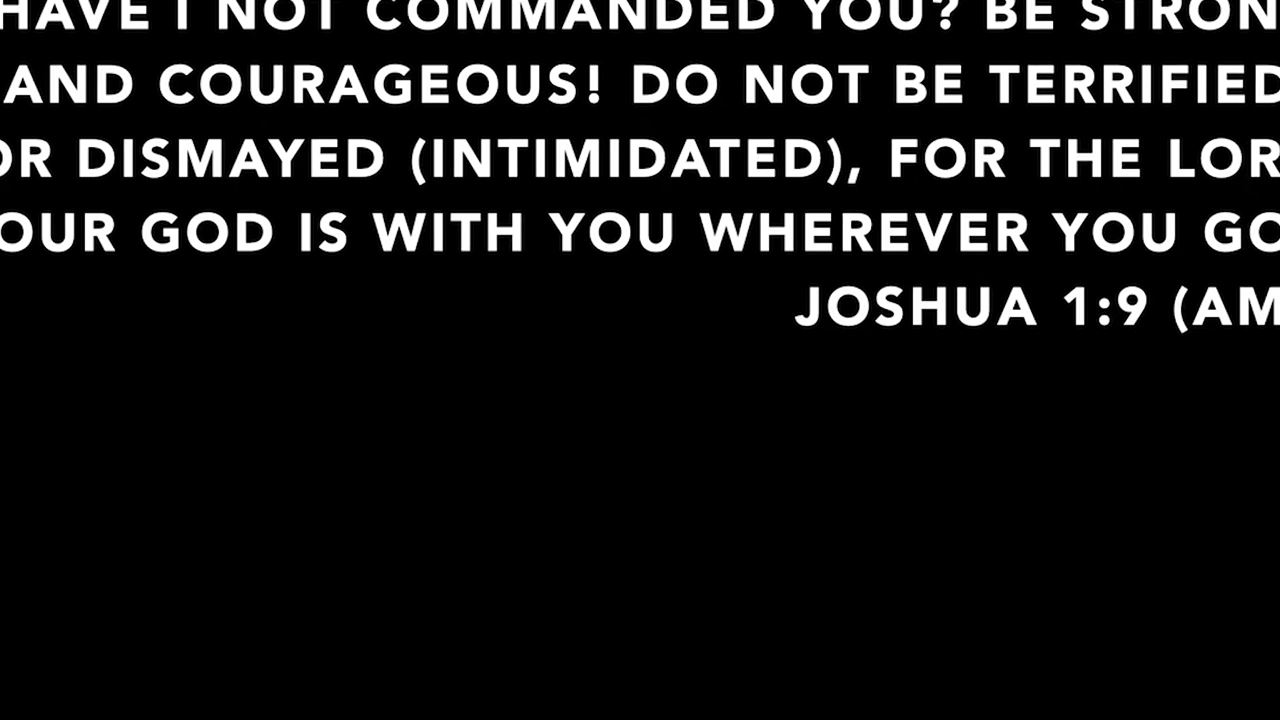 HAVE I NOT COMMANDED YOU? BE STRON
AND COURAGEOUS! DO NOT BE TERRIFIED
OR DISMAYED (INTIMIDATED), FOR THE LOR
OUR GOD IS WITH YOU WHEREVER YOU GO
JOSHUA 1:9 (AM